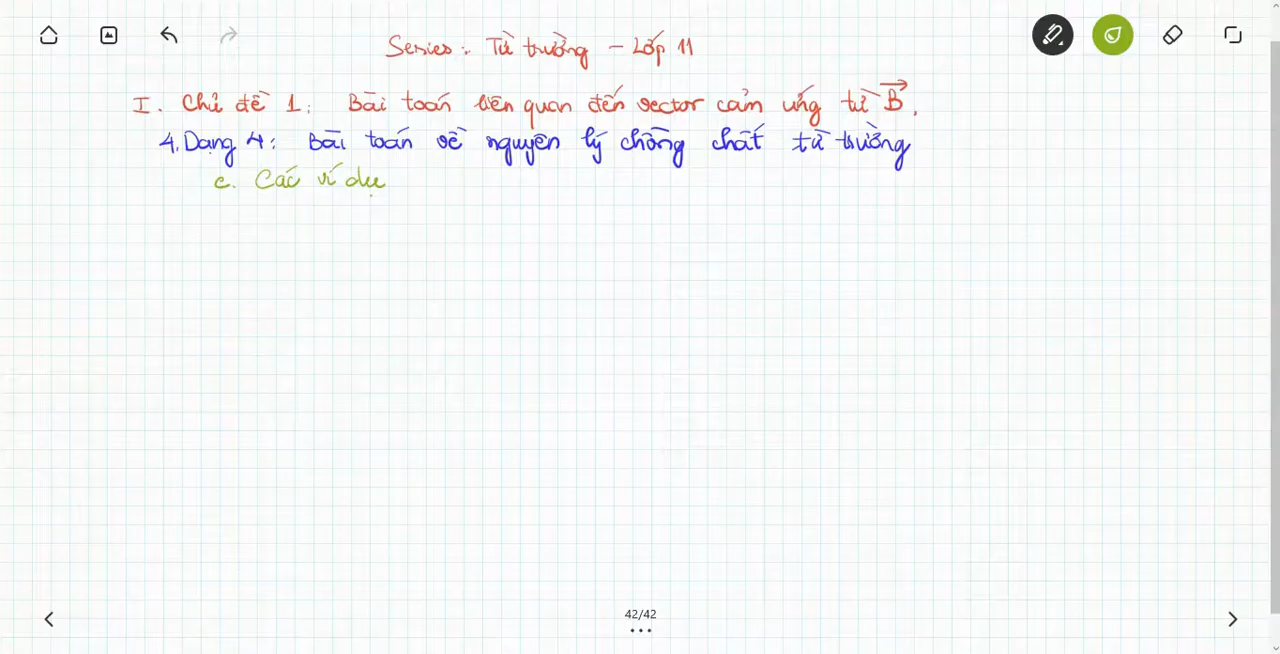 Series: Từ trường - Lớp 11
I. Chủ đề 1: Bài toán liên quan đến vector cảm ứng từ B⃗.
4. Dạng 4: Bài toán về nguyên lý chồng chất từ trường
c. Các ví dụ
42/42